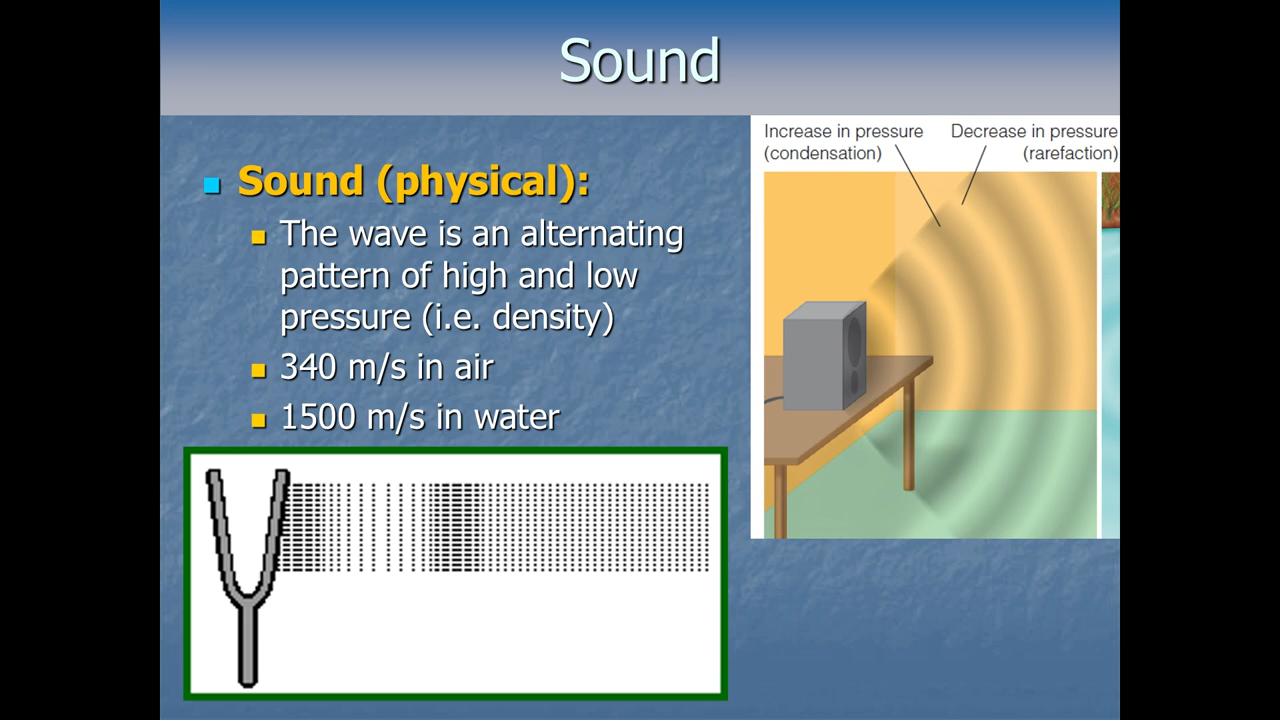 Sound
Sound (physical):
The wave is an alternating
pattern of high and low
pressure (i.e. density)
340 m/s in air
1500 m/s in water
Increase in pressure
(condensation)
Decrease in pressure
(rarefaction)